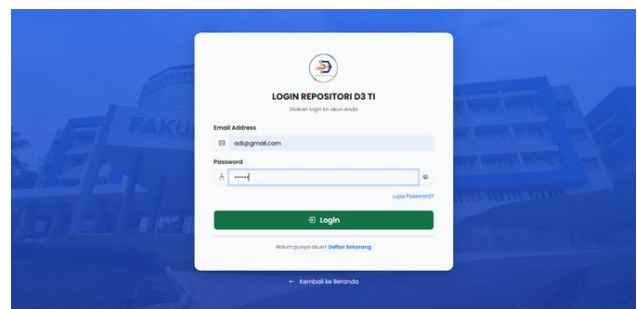 FAKU
LOGIN REPOSITORI D3 TI
Silakan login ke akun Anda
Email Address
adi@gmail.com
Password
••••••
Lupa Password?
Login
Belum punya akun? Daftar Sekarang
← Kembali ke Beranda